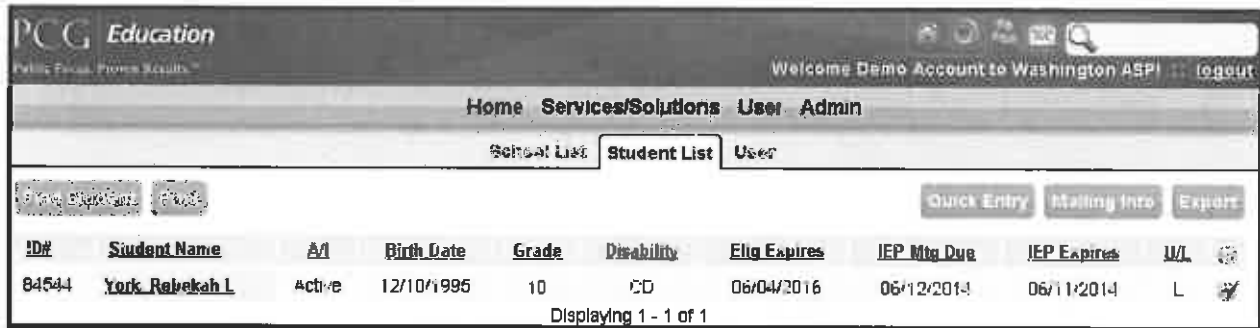 PCG Education
Public Focus. Proven Results.™
Welcome Demo Account to Washington ASP! :: logout
Home Services/Solutions User Admin
School List Student List User
Quick Entry Mailing Info Export
ID# Student Name A/I Birth Date Grade Disability Elig Expires IEP Mtg Due IEP Expires U/L
84544 York, Rebekah L Active 12/10/1995 10 CD 06/04/2016 06/12/2014 06/11/2014 L
Displaying 1 - 1 of 1